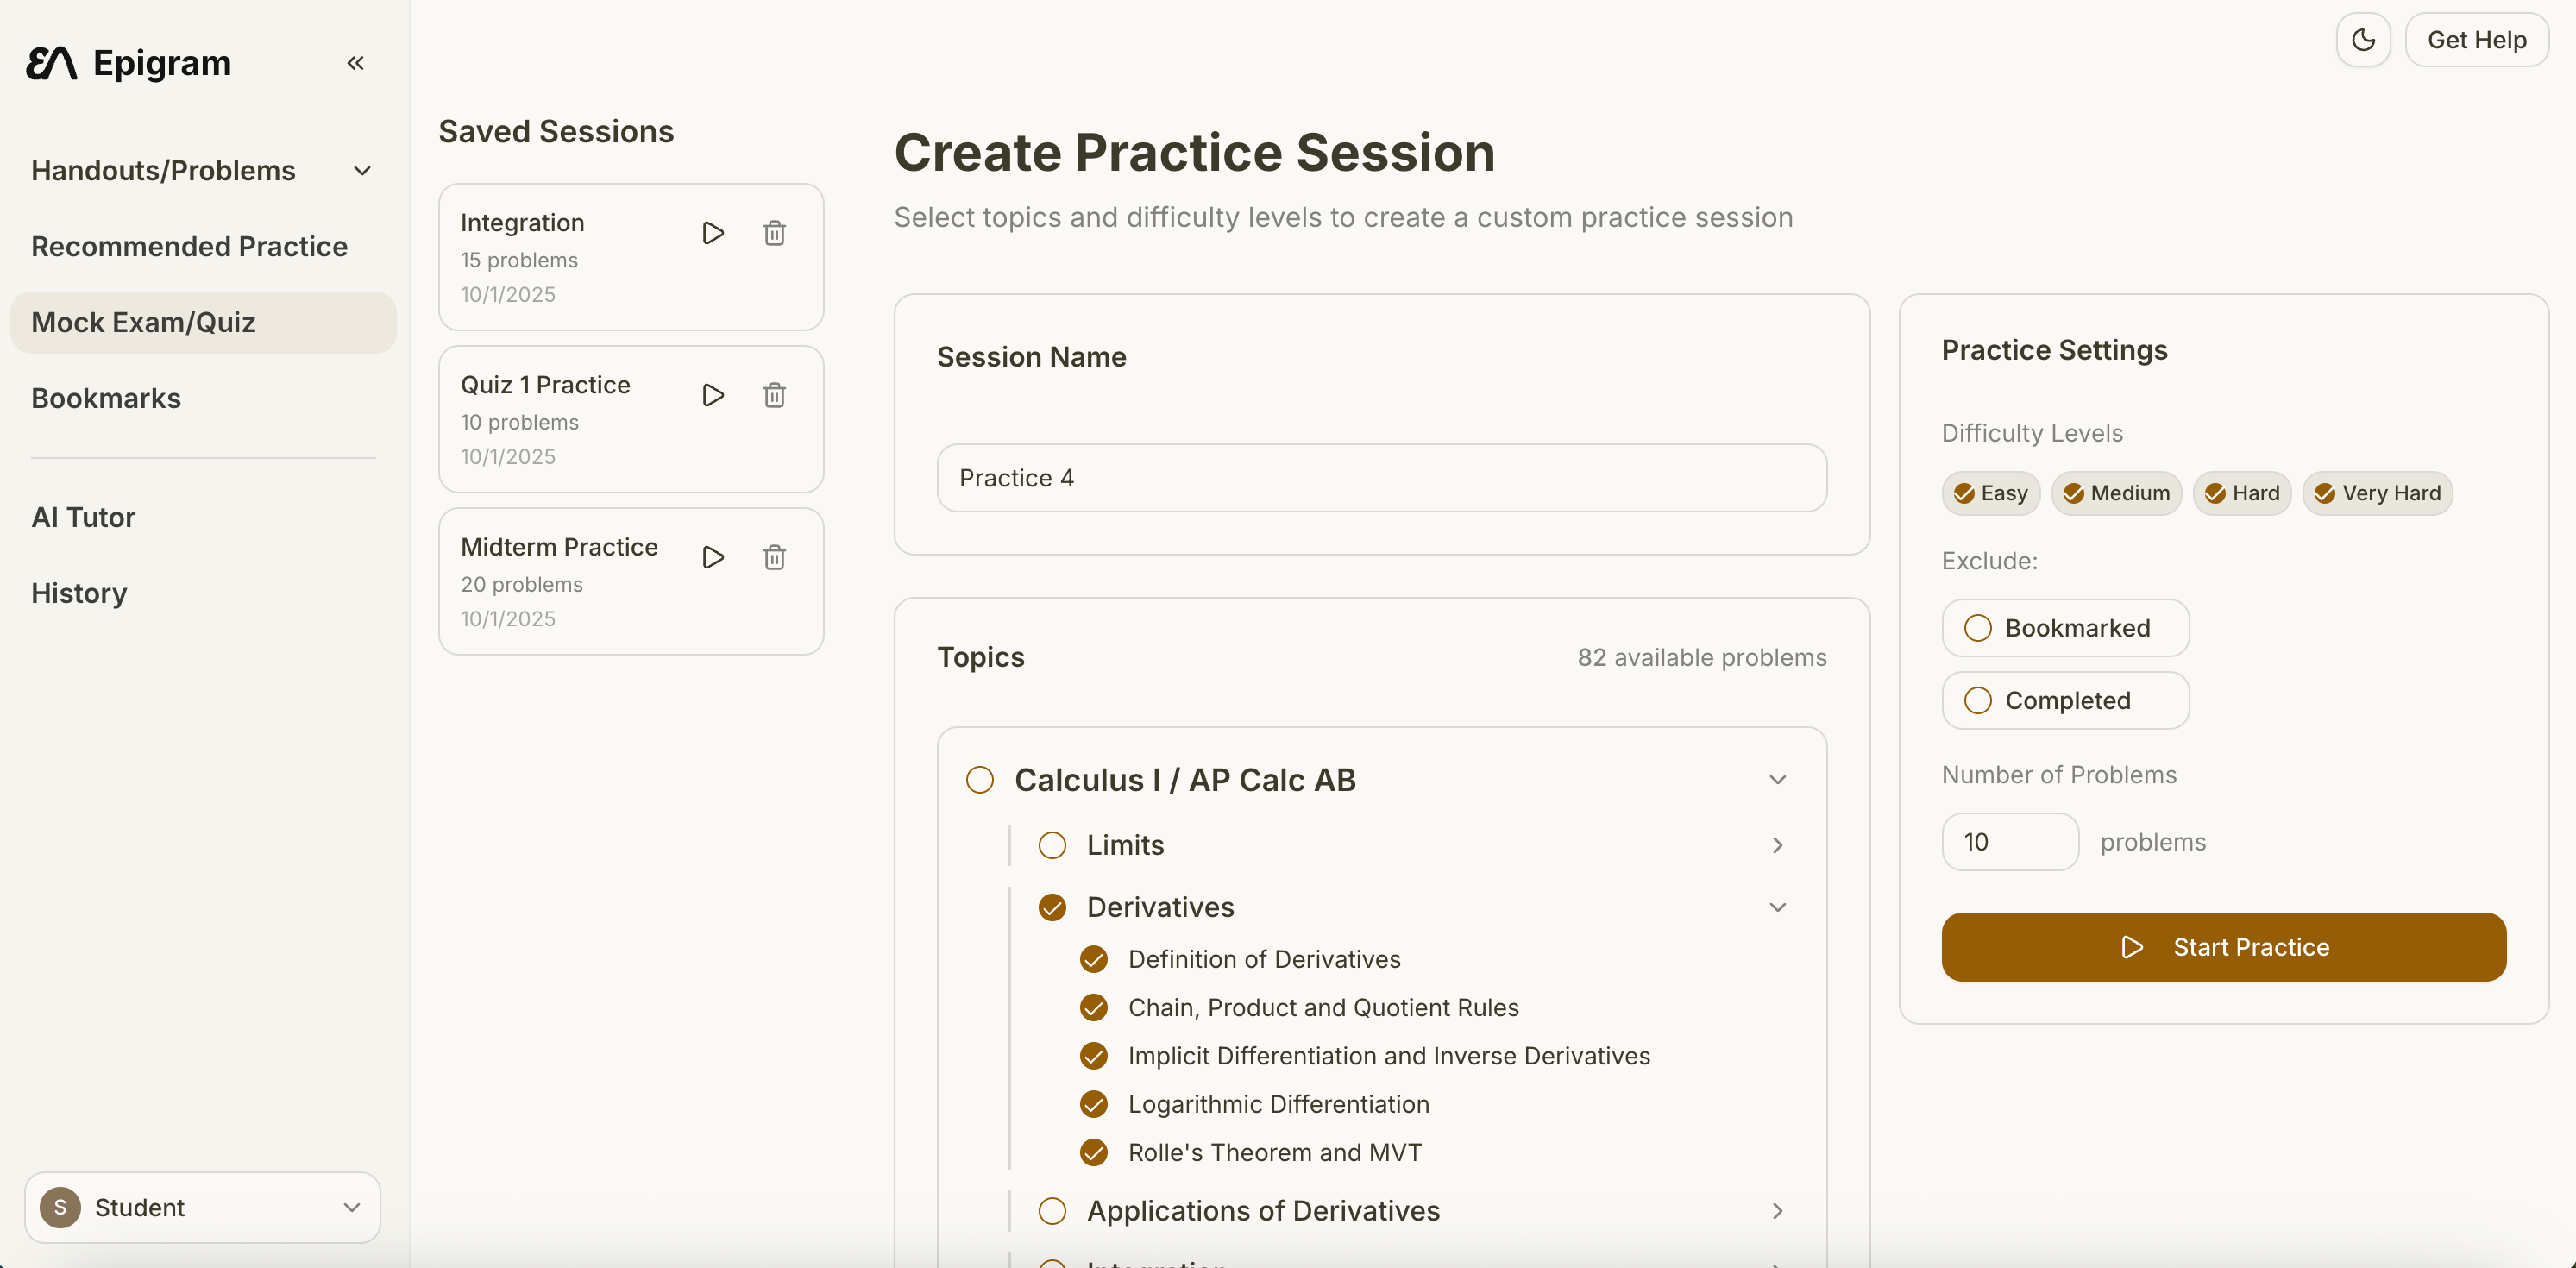 Epigram
Handouts/Problems
Recommended Practice
Mock Exam/Quiz
Bookmarks
AI Tutor
History
S
Student
Saved Sessions
Integration
15 problems
10/1/2025
Quiz 1 Practice
10 problems
10/1/2025
Midterm Practice
20 problems
10/1/2025
Get Help
Create Practice Session
Select topics and difficulty levels to create a custom practice session
Session Name
Practice 4
Topics
82 available problems
Calculus I / AP Calc AB
Limits
Derivatives
Definition of Derivatives
Chain, Product and Quotient Rules
Implicit Differentiation and Inverse Derivatives
Logarithmic Differentiation
Rolle's Theorem and MVT
Applications of Derivatives
Integration
Practice Settings
Difficulty Levels
Easy
Medium
Hard
Very Hard
Exclude:
Bookmarked
Completed
Number of Problems
10
problems
Start Practice